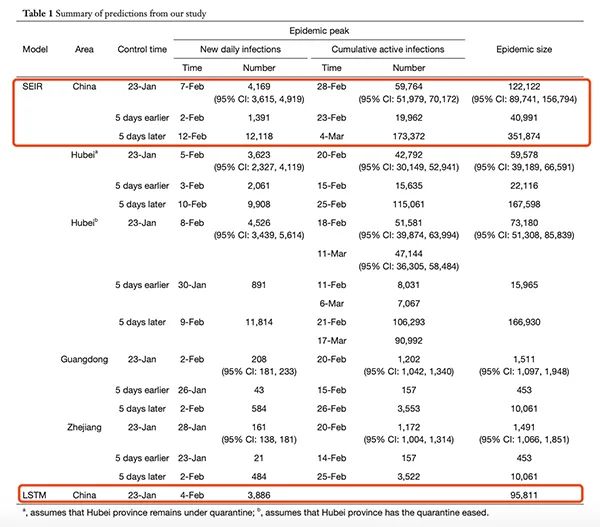 Table 1 Summary of predictions from our study
Epidemic peak
Model Area Control time New daily infections Cumulative active infections Epidemic size
Time Number Time Number
SEIR China 23-Jan 7-Feb 4,169 28-Feb 59,764 122,122
(95% CI: 3,615, 4,919) (95% CI: 51,979, 70,172) (89,741, 156,794)
5 days earlier 2-Feb 1,391 23-Feb 19,962 40,991
5 days later 12-Feb 12,118 4-Mar 173,372 351,874
Hubeiᵃ 23-Jan 5-Feb 3,623 20-Feb 42,792 59,578
(95% CI: 2,327, 4,119) (95% CI: 30,149, 52,941) (95% CI: 39,189, 66,591)
5 days earlier 3-Feb 2,061 15-Feb 15,635 22,116
5 days later 10-Feb 9,908 25-Feb 115,061 167,598
Hubeiᵇ 23-Jan 8-Feb 4,526 18-Feb 51,581 73,180
(95% CI: 3,439, 5,614) (95% CI: 39,874, 63,994) (95% CI: 51,308, 85,839)
11-Mar 47,144
(95% CI: 36,305, 58,484)
5 days earlier 30-Jan 891 11-Feb 8,031 15,965
6-Mar 7,067
5 days later 9-Feb 11,814 21-Feb 106,293 166,930
17-Mar 90,992
Guangdong 23-Jan 2-Feb 208 20-Feb 1,202 1,511
(95% CI: 181, 233) (95% CI: 1,042, 1,340) (95% CI: 1,097, 1,948)
5 days earlier 26-Jan 43 15-Feb 157 453
5 days later 2-Feb 584 26-Feb 3,553 10,061
Zhejiang 23-Jan 28-Jan 161 20-Feb 1,172 1,491
(95% CI: 138, 181) (95% CI: 1,004, 1,314) (95% CI: 1,066, 1,851)
5 days earlier 23-Jan 21 14-Feb 157 453
5 days later 2-Feb 484 25-Feb 3,522 10,061
LSTM China 23-Jan 4-Feb 3,886 95,811
ᵃ, assumes that Hubei province remains under quarantine; ᵇ, assumes that Hubei province has the quarantine eased.